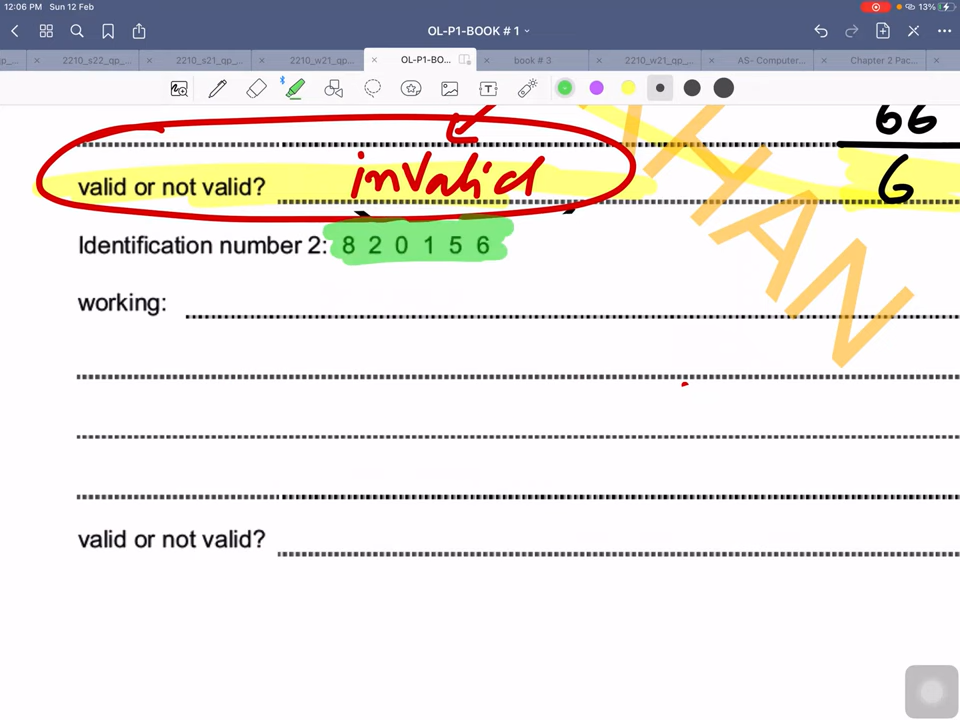 12:06 PM Sun 12 Feb 13%
OL-P1-BOOK # 1
2210_s22_qp_... 2210_s21_qp_... 2210_w21_qp... OL-P1-BO... book # 3 2210_w21_qp_... AS- Computer... Chapter 2 Pac...
66
valid or not valid? invalid 6
Identification number 2: 8 2 0 1 5 6
working:
valid or not valid?
HAN